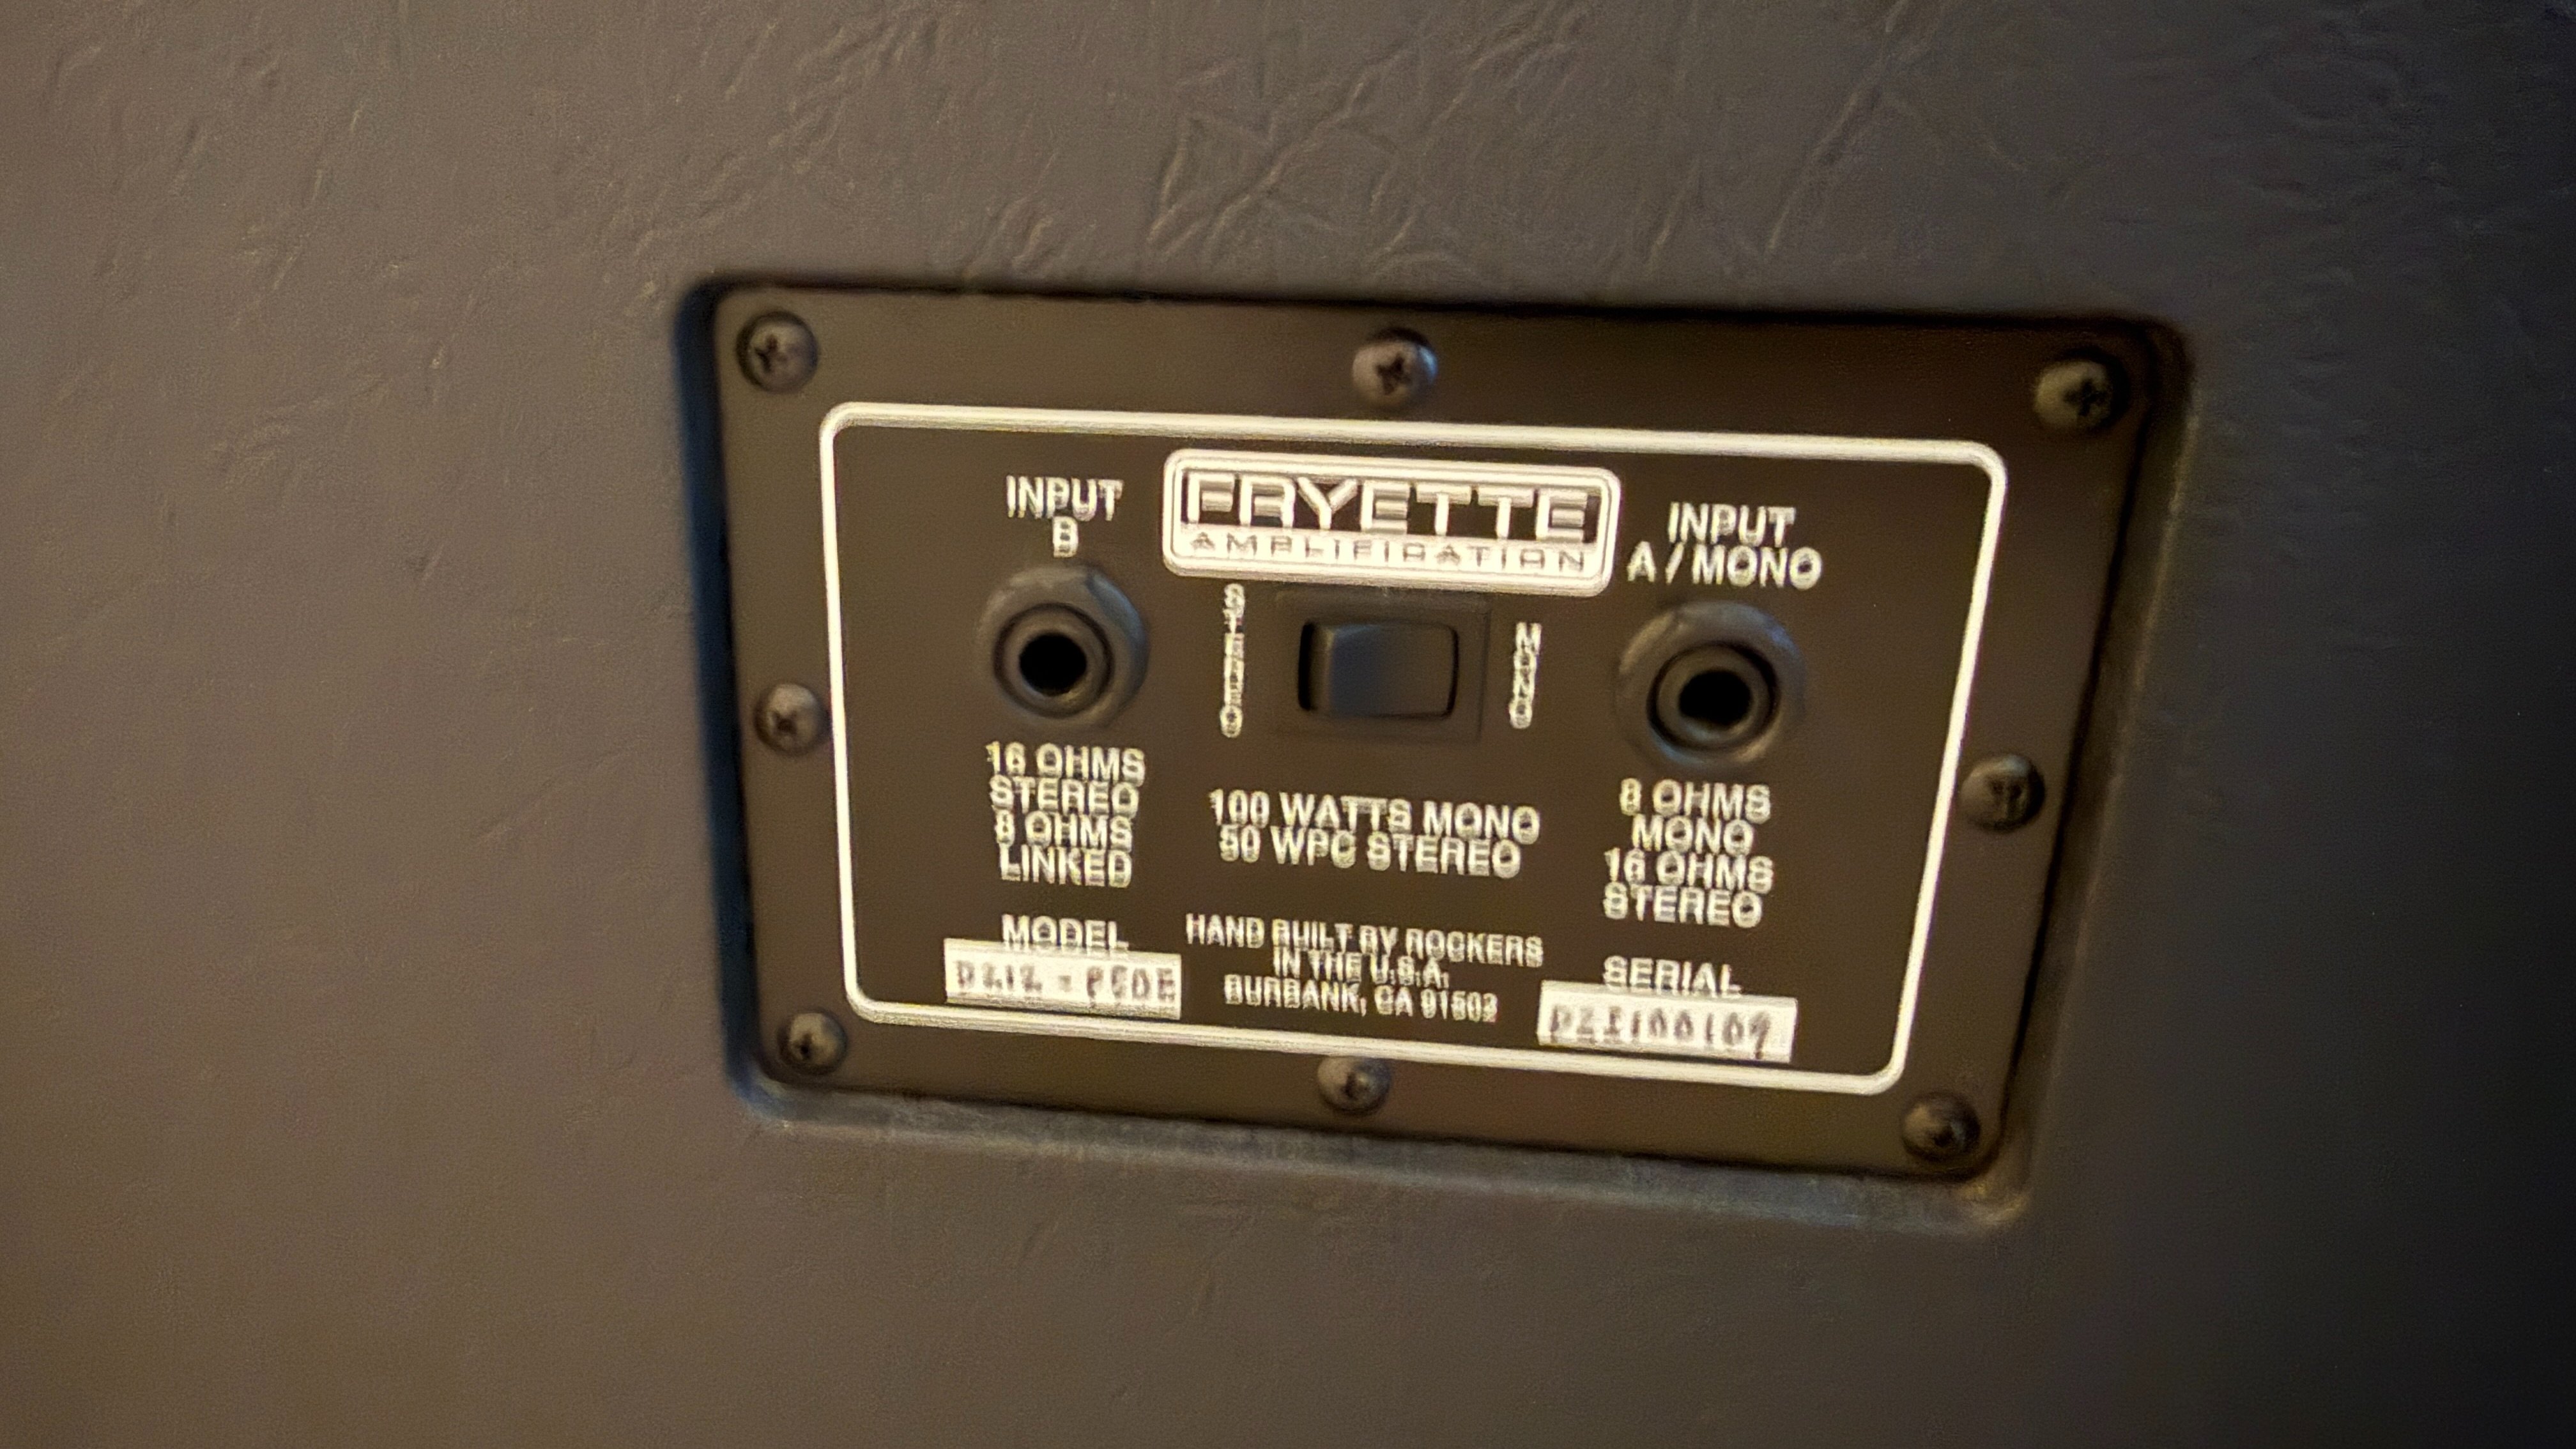 INPUT
B
FRYETTE
AMPLIFICATION
INPUT
A / MONO
STEREO
MONO
16 OHMS
STEREO
8 OHMS
LINKED
100 WATTS MONO
50 WPC STEREO
8 OHMS
MONO
16 OHMS
STEREO
MODEL
HAND BUILT BY ROCKERS
IN THE U.S.A.
BURBANK, CA 91502
SERIAL